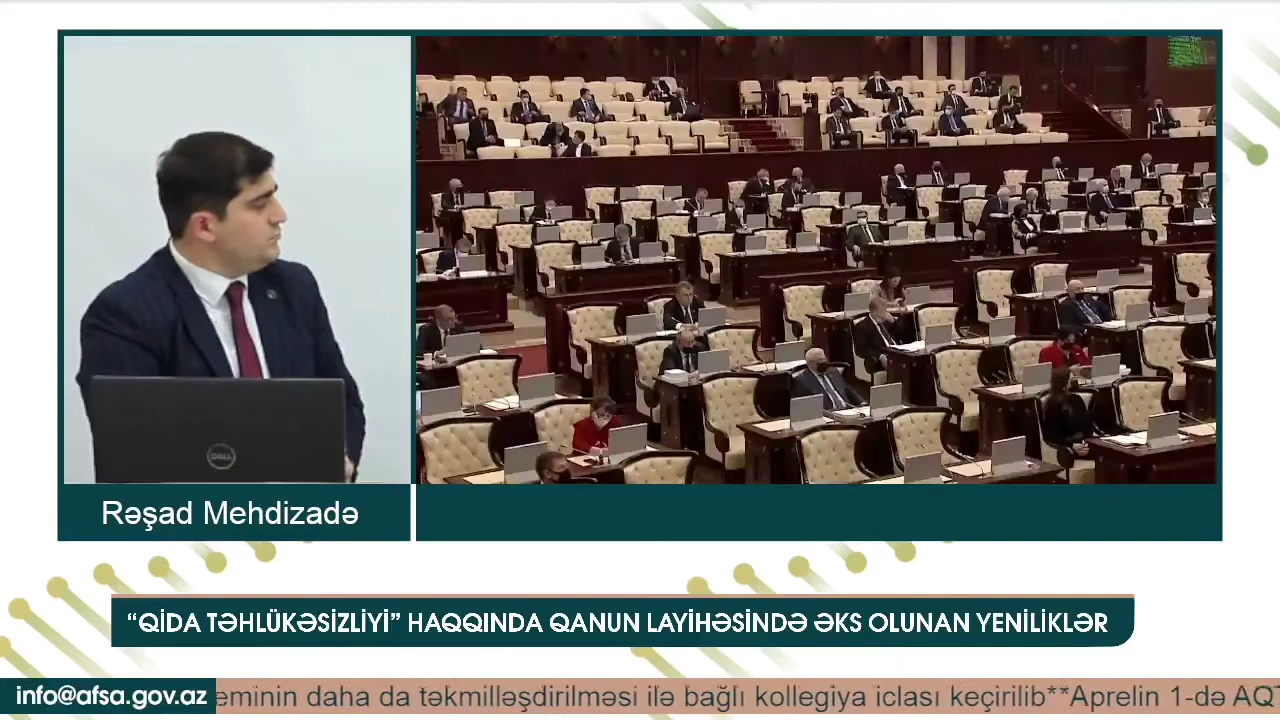 DELL
Rəşad Mehdizadə
“QİDA TƏHLÜKƏSİZLİYİ” HAQQINDA QANUN LAYİHƏSİNDƏ ƏKS OLUNAN YENİLİKLƏR
info@afsa.gov.az
eminin daha da təkmilləşdirilməsi ilə bağlı kollegiya iclası keçirilib**Aprelin 1-də AQT